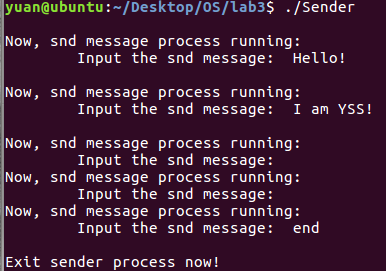 yuan@ubuntu:~/Desktop/OS/lab3$ ./Sender
Now, snd message process running:
Input the snd message:  Hello!
Now, snd message process running:
Input the snd message:  I am YSS!
Now, snd message process running:
Input the snd message:
Now, snd message process running:
Input the snd message:
Now, snd message process running:
Input the snd message:  end
Exit sender process now!